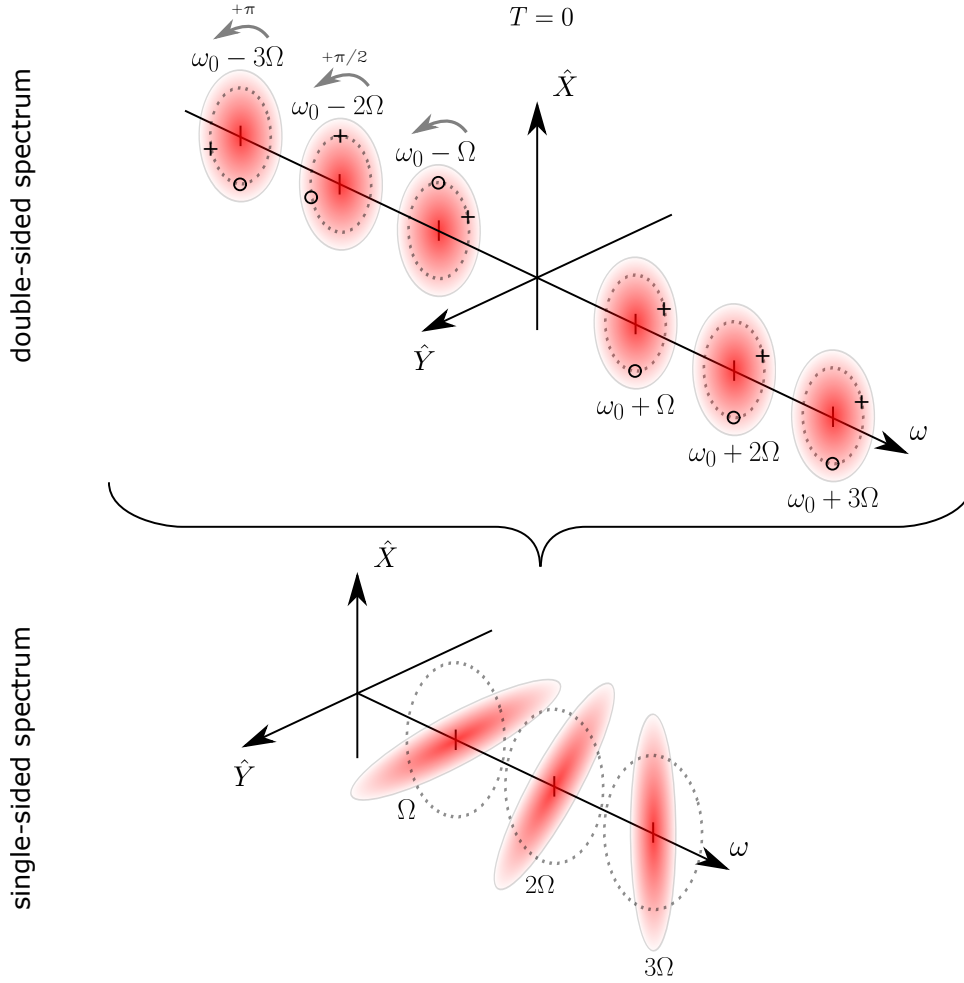 T = 0
+π
ω₀ − 3Ω
+π/2
ω₀ − 2Ω
ω₀ − Ω
X̂
Ŷ
ω₀ + Ω
ω₀ + 2Ω
ω₀ + 3Ω
ω
double-sided spectrum
X̂
Ŷ
Ω
2Ω
3Ω
ω
single-sided spectrum